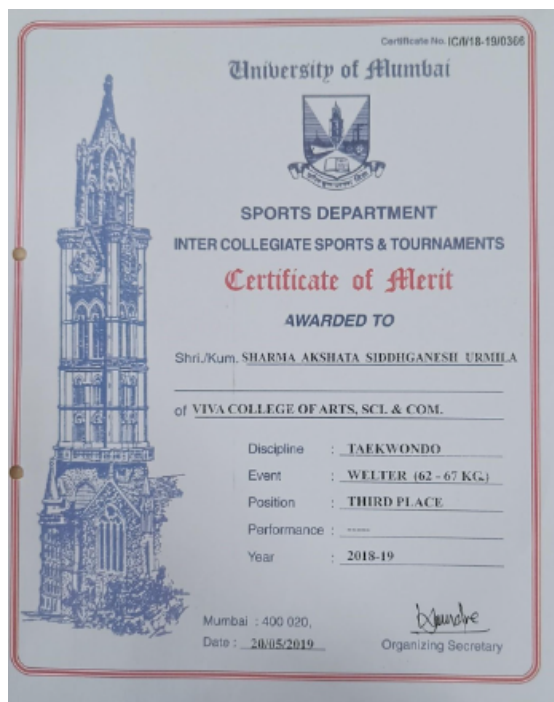 Certificate No. IC/I/18-19/0366
University of Mumbai
SPORTS DEPARTMENT
INTER COLLEGIATE SPORTS & TOURNAMENTS
Certificate of Merit
AWARDED TO
Shri./Kum. SHARMA AKSHATA SIDDHGANESH URMILA
of VIVA COLLEGE OF ARTS, SCI. & COM.
Discipline : TAEKWONDO
Event : WELTER (62 - 67 KG.)
Position : THIRD PLACE
Performance : -----
Year : 2018-19
Mumbai : 400 020.
Date : 20/05/2019
Organizing Secretary